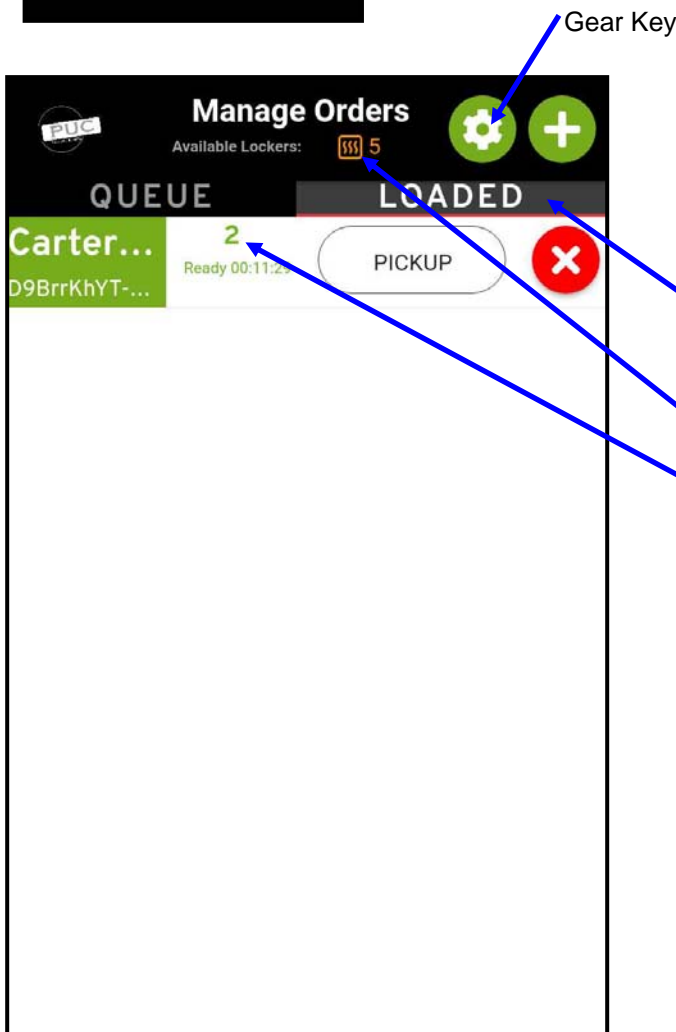 Gear Key
PUC
Manage Orders
Available Lockers: 5
QUEUE LOADED
Carter... 2 PICKUP
D9BrrKhYT-... Ready 00:11:29